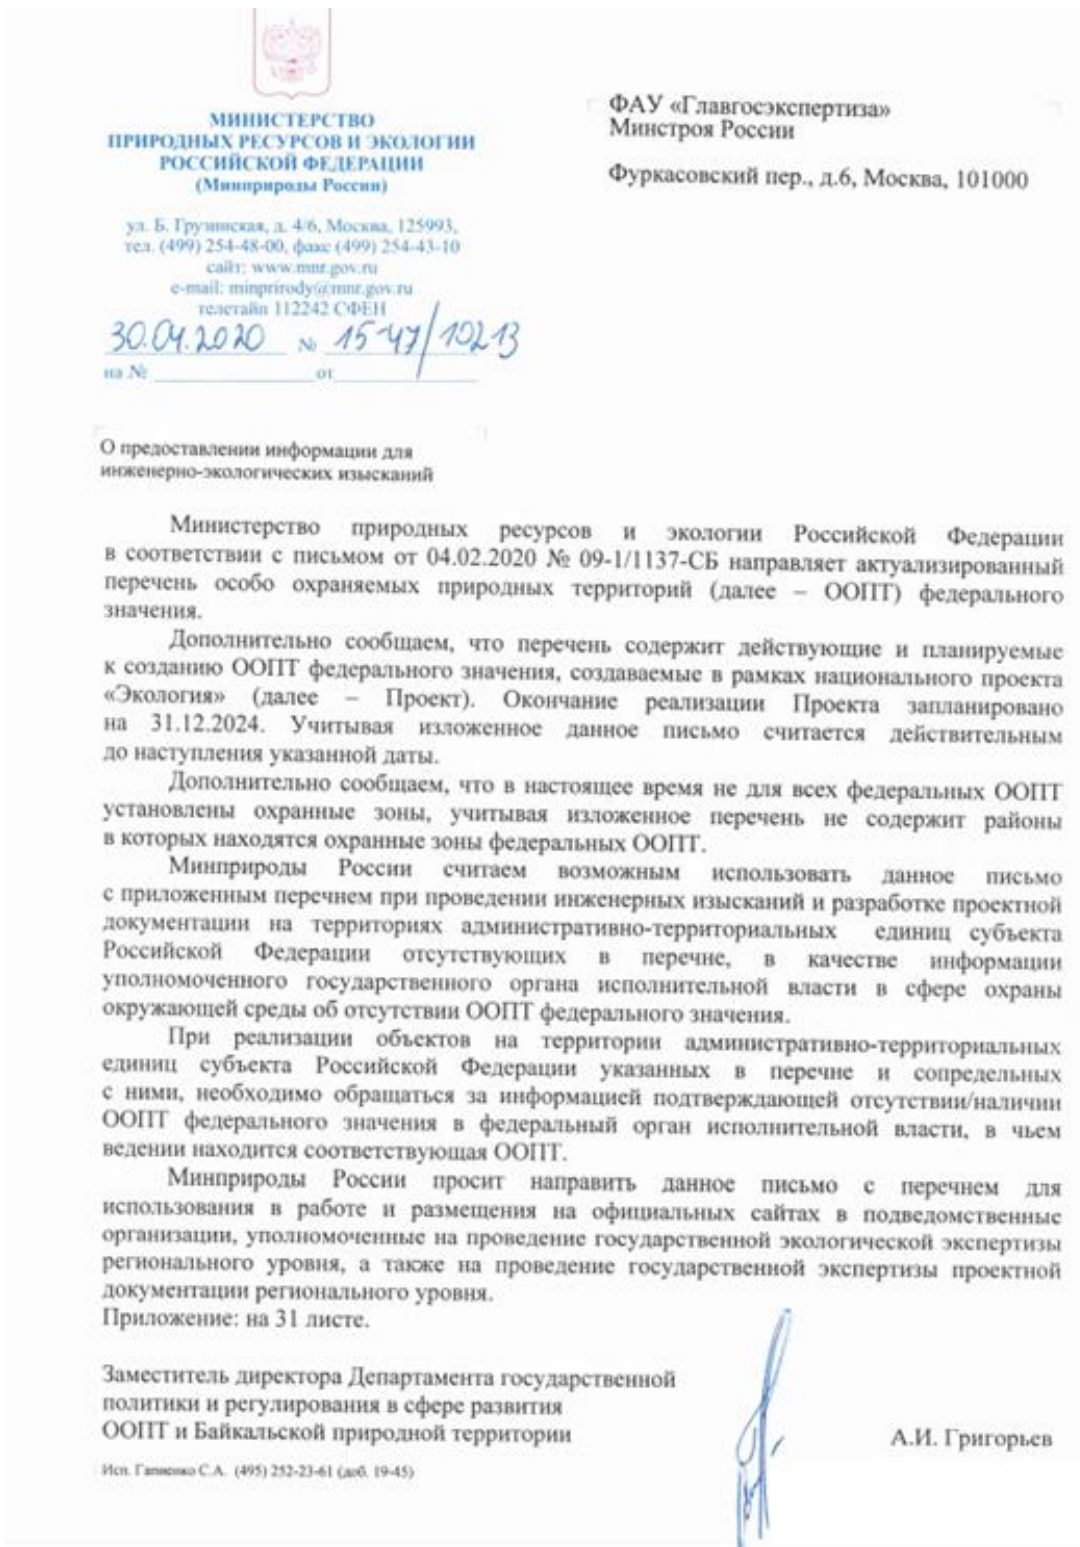 МИНИСТЕРСТВО
ПРИРОДНЫХ РЕСУРСОВ И ЭКОЛОГИИ
РОССИЙСКОЙ ФЕДЕРАЦИИ
(Минприроды России)
ул. Б. Грузинская, д. 4/6, Москва, 125993,
тел. (499) 254-48-00, факс (499) 254-43-10
сайт: www.mnr.gov.ru
e-mail: minprirody@mnr.gov.ru
телетайп 112242 СФЕН
30.04.2020 № 15-47/10213
на № от
ФАУ «Главгосэкспертиза»
Минстроя России
Фуркасовский пер., д.6, Москва, 101000
О предоставлении информации для
инженерно-экологических изысканий
Министерство природных ресурсов и экологии Российской Федерации
в соответствии с письмом от 04.02.2020 № 09-1/1137-СБ направляет актуализированный
перечень особо охраняемых природных территорий (далее – ООПТ) федерального
значения.
Дополнительно сообщаем, что перечень содержит действующие и планируемые
к созданию ООПТ федерального значения, создаваемые в рамках национального проекта
«Экология» (далее – Проект). Окончание реализации Проекта запланировано
на 31.12.2024. Учитывая изложенное данное письмо считается действительным
до наступления указанной даты.
Дополнительно сообщаем, что в настоящее время не для всех федеральных ООПТ
установлены охранные зоны, учитывая изложенное перечень не содержит районы
в которых находятся охранные зоны федеральных ООПТ.
Минприроды России считаем возможным использовать данное письмо
с приложенным перечнем при проведении инженерных изысканий и разработке проектной
документации на территориях административно-территориальных единиц субъекта
Российской Федерации отсутствующих в перечне, в качестве информации
уполномоченного государственного органа исполнительной власти в сфере охраны
окружающей среды об отсутствии ООПТ федерального значения.
При реализации объектов на территории административно-территориальных
единиц субъекта Российской Федерации указанных в перечне и сопредельных
с ними, необходимо обращаться за информацией подтверждающей отсутствии/наличии
ООПТ федерального значения в федеральный орган исполнительной власти, в чьем
ведении находится соответствующая ООПТ.
Минприроды России просит направить данное письмо с перечнем для
использования в работе и размещения на официальных сайтах в подведомственные
организации, уполномоченные на проведение государственной экологической экспертизы
регионального уровня, а также на проведение государственной экспертизы проектной
документации регионального уровня.
Приложение: на 31 листе.
Заместитель директора Департамента государственной
политики и регулирования в сфере развития
ООПТ и Байкальской природной территории
А.И. Григорьев
Исп. Гапиенко С.А. (495) 252-23-61 (доб. 19-45)